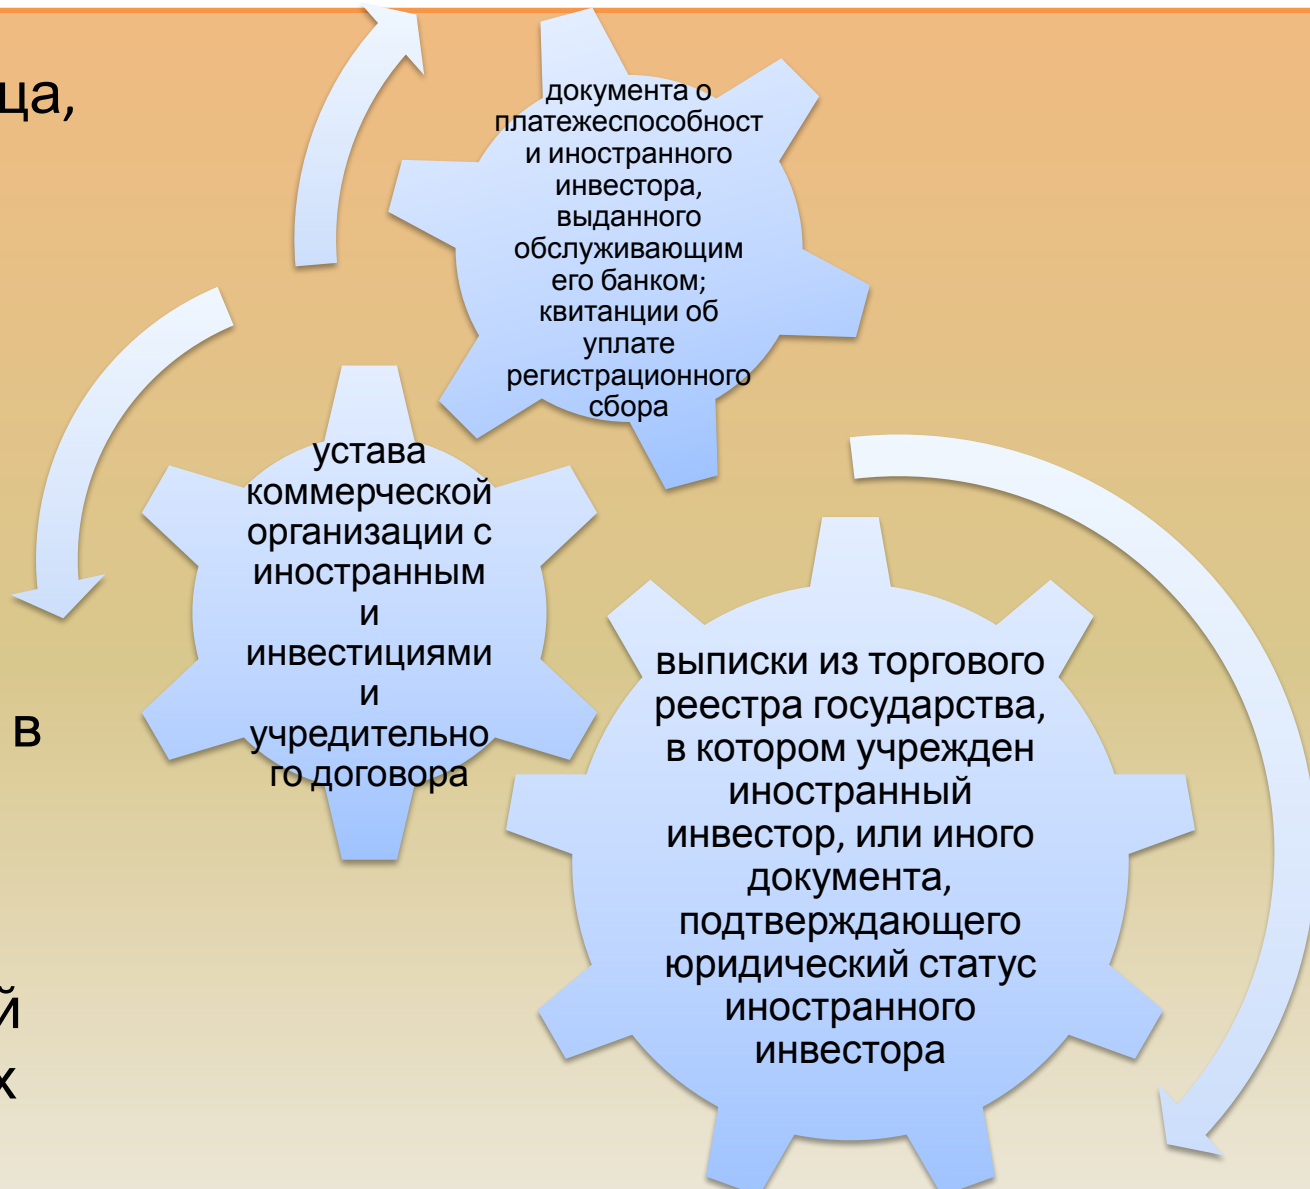 ца,
в
й
х
документа о
платежеспособност
и иностранного
инвестора,
выданного
обслуживающим
его банком;
квитанции об
уплате
регистрационного
сбора
устава
коммерческой
организации с
иностранным
и
инвестициями
и
учредительно
го договора
выписки из торгового
реестра государства,
в котором учрежден
иностранный
инвестор, или иного
документа,
подтверждающего
юридический статус
иностранного
инвестора